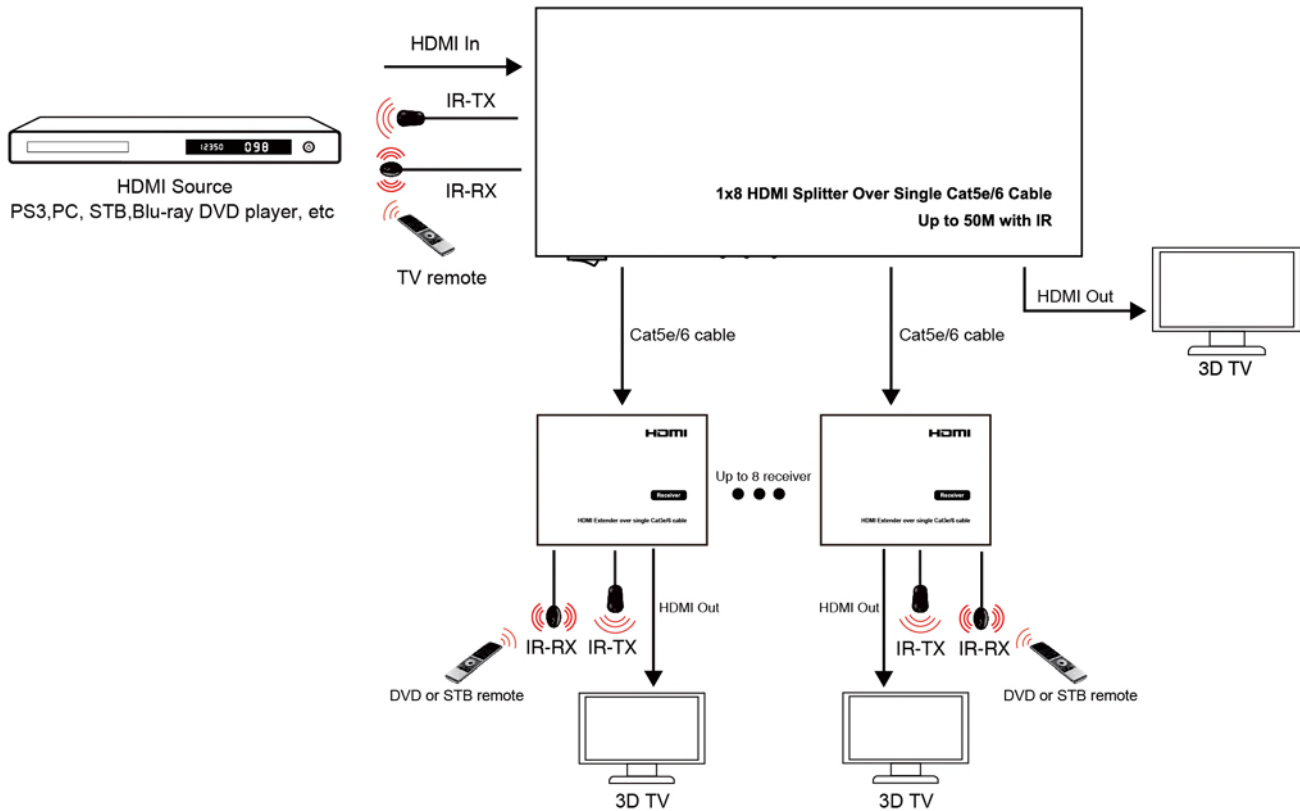 HDMI In
IR-TX
12350 098
IR-RX
HDMI Source
PS3,PC, STB,Blu-ray DVD player, etc
TV remote
1x8 HDMI Splitter Over Single Cat5e/6 Cable
Up to 50M with IR
HDMI Out
3D TV
Cat5e/6 cable
Cat5e/6 cable
HDMI
Receiver
HDMI Extender over single Cat5e/6 cable
Up to 8 receiver
HDMI
Receiver
HDMI Extender over single Cat5e/6 cable
IR-RX
IR-TX
HDMI Out
DVD or STB remote
3D TV
HDMI Out
IR-TX
IR-RX
DVD or STB remote
3D TV